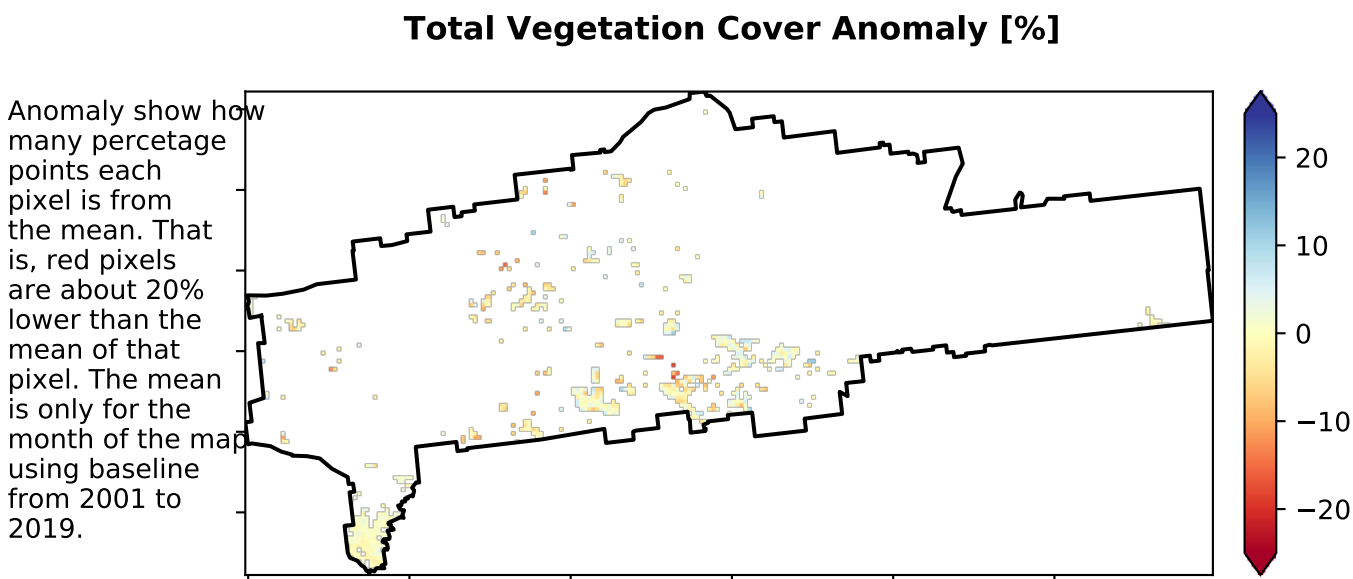 Total Vegetation Cover Anomaly [%]
Anomaly show how
many percetage
points each
pixel is from
the mean. That
is, red pixels
are about 20%
lower than the
mean of that
pixel. The mean
is only for the
month of the map
using baseline
from 2001 to
2019.
20
10
0
−10
−20